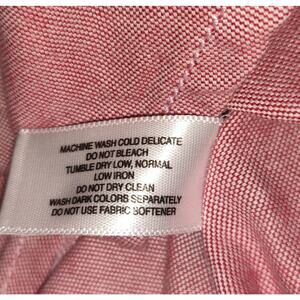 MACHINE WASH COLD DELICATE
DO NOT BLEACH
TUMBLE DRY LOW, NORMAL
LOW IRON
DO NOT DRY CLEAN
WASH DARK COLORS SEPARATELY
DO NOT USE FABRIC SOFTENER